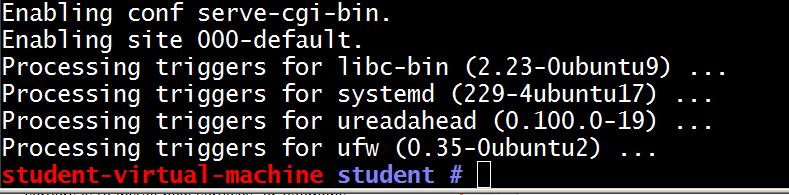 Enabling conf serve-cgi-bin.
Enabling site 000-default.
Processing triggers for libc-bin (2.23-0ubuntu9) ...
Processing triggers for systemd (229-4ubuntu17) ...
Processing triggers for ureadahead (0.100.0-19) ...
Processing triggers for ufw (0.35-0ubuntu2) ...
student-virtual-machine student #